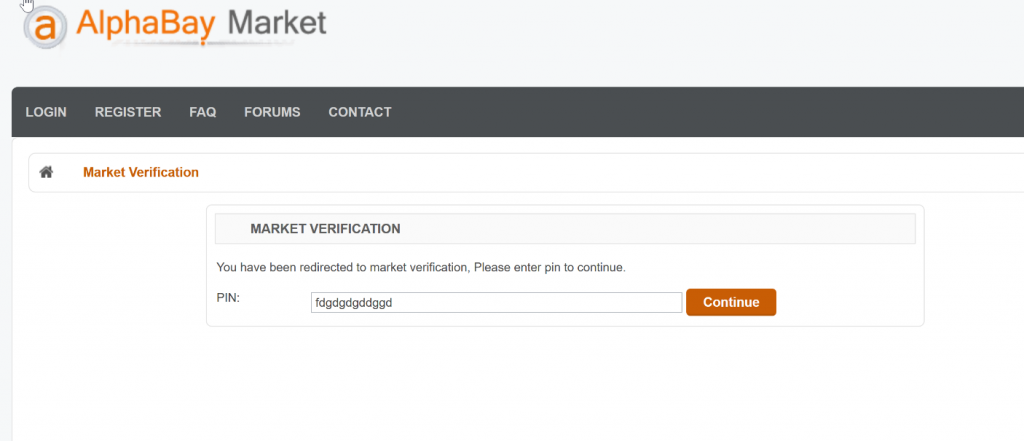 a AlphaBay Market
LOGIN REGISTER FAQ FORUMS CONTACT
Market Verification
MARKET VERIFICATION
You have been redirected to market verification, Please enter pin to continue.
PIN: fdgdgdgddggd Continue